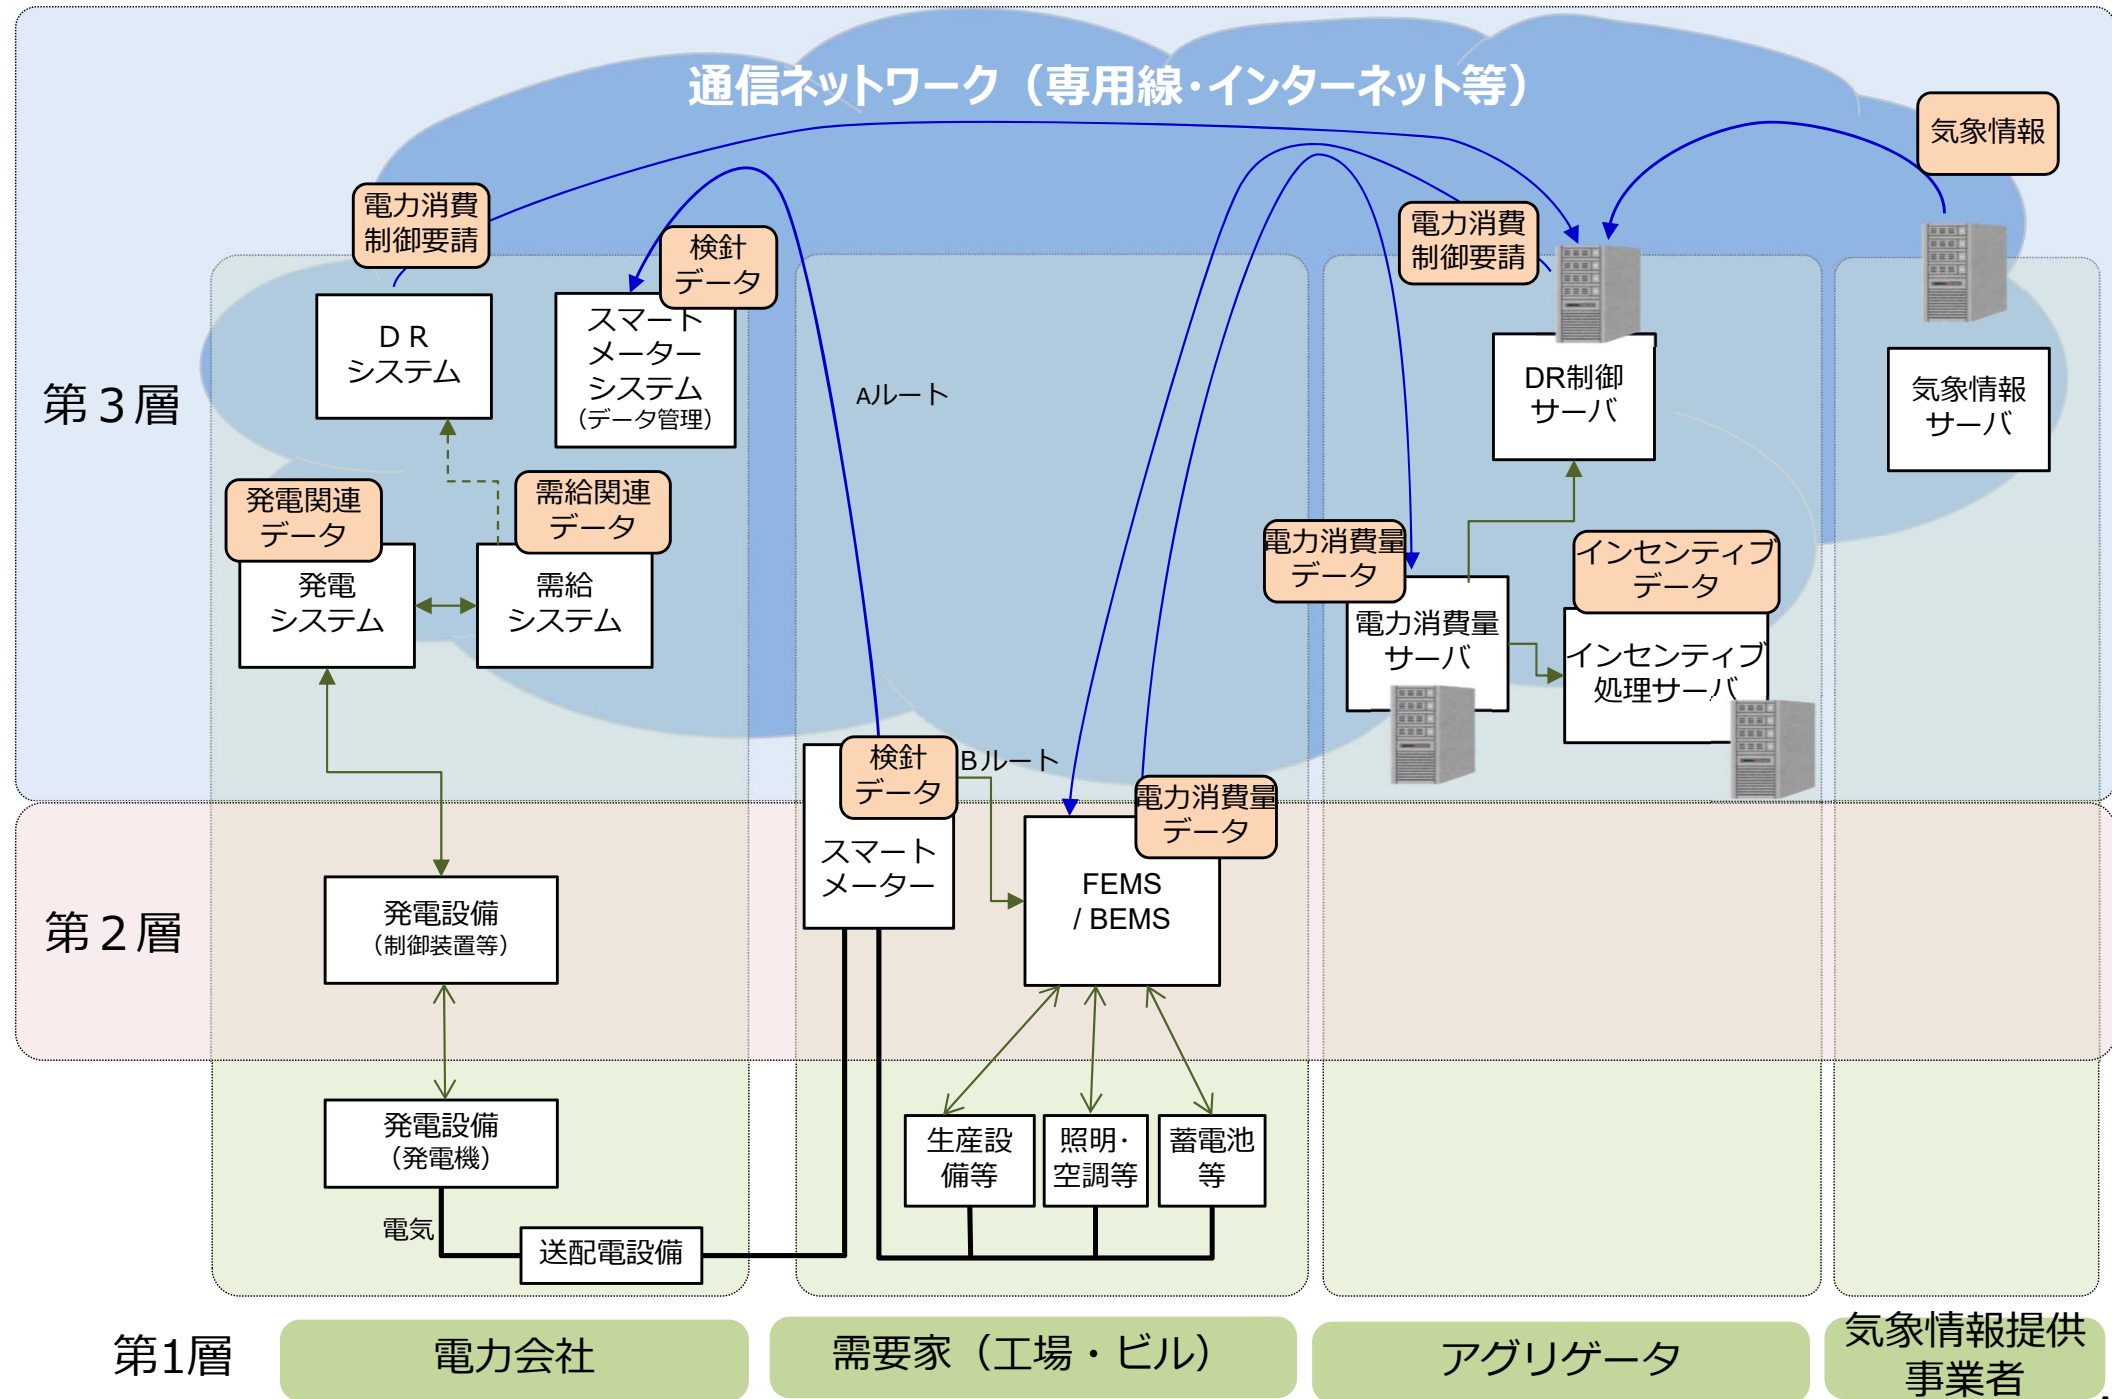 通信ネットワーク（専用線・インターネット等）
気象情報
電力消費
制御要請
検針
データ
電力消費
制御要請
ＤＲ
システム
スマート
メーター
システム
（データ管理）
Aルート
DR制御
サーバ
気象情報
サーバ
第３層
発電関連
データ
需給関連
データ
発電
システム
需給
システム
電力消費量
データ
インセンティブ
データ
電力消費量
サーバ
インセンティブ
処理サーバ
検針
データ
Bルート
電力消費量
データ
スマート
メーター
FEMS
/ BEMS
第２層
発電設備
（制御装置等）
発電設備
（発電機）
生産設
備等
照明・
空調等
蓄電池
等
電気
送配電設備
第1層
電力会社
需要家（工場・ビル）
アグリゲータ
気象情報提供
事業者